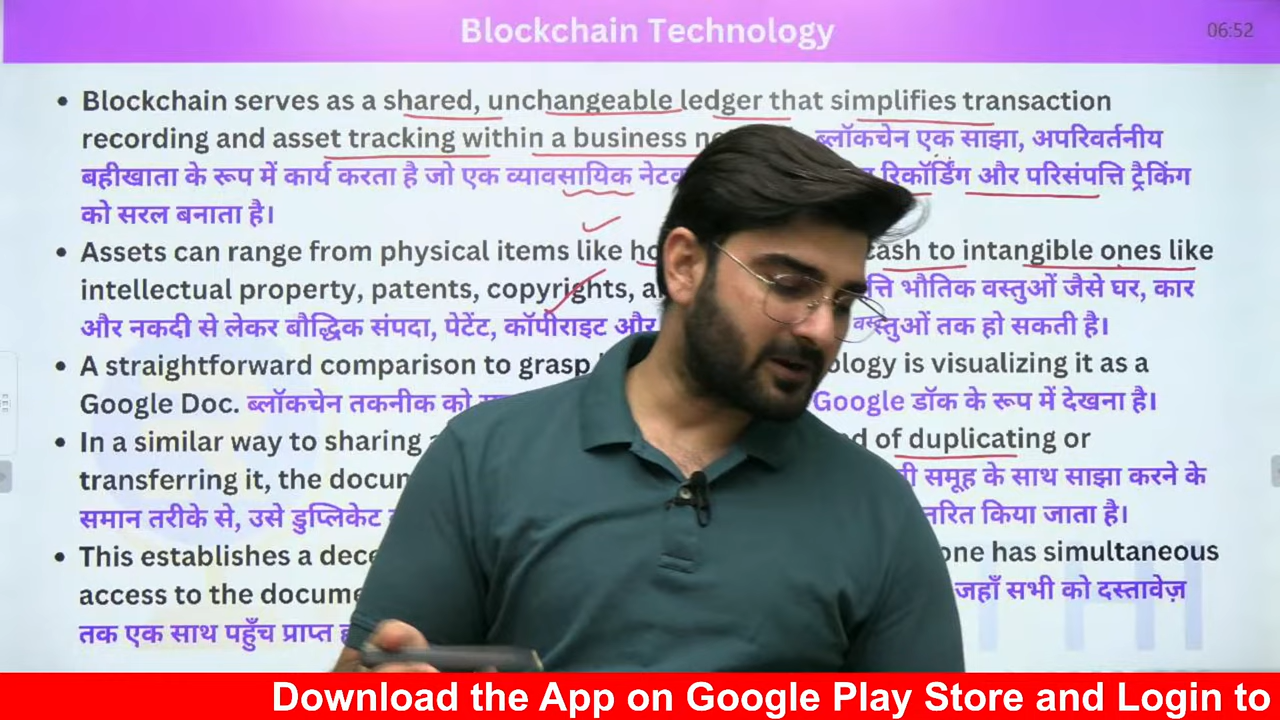 Blockchain Technology
06:52
• Blockchain serves as a shared, unchangeable ledger that simplifies transaction
recording and asset tracking within a business ब्लॉकचेन एक साझा, अपरिवर्तनीय
बहीखाता के रूप में कार्य करता है जो एक व्यावसायिक रिकॉर्डिंग और परिसंपत्ति ट्रैकिंग
को सरल बनाता है।
• Assets can range from physical items like cash to intangible ones like
intellectual property, patents, copyrights, भौतिक वस्तुओं जैसे घर, कार
और नकदी से लेकर बौद्धिक संपदा, पेटेंट, कॉपीराइट और वस्तुओं तक हो सकती है।
• A straightforward comparison to grasp is visualizing it as a
Google Doc. ब्लॉकचेन तकनीक को Google डॉक के रूप में देखना है।
• In a similar way to sharing of duplicating or
transferring it, the समूह के साथ साझा करने के
समान तरीके से, उसे डुप्लिकेट किया जाता है।
• This establishes a one has simultaneous
access to the जहाँ सभी को दस्तावेज़
तक एक साथ पहुँच प्राप्त
Download the App on Google Play Store and Login to